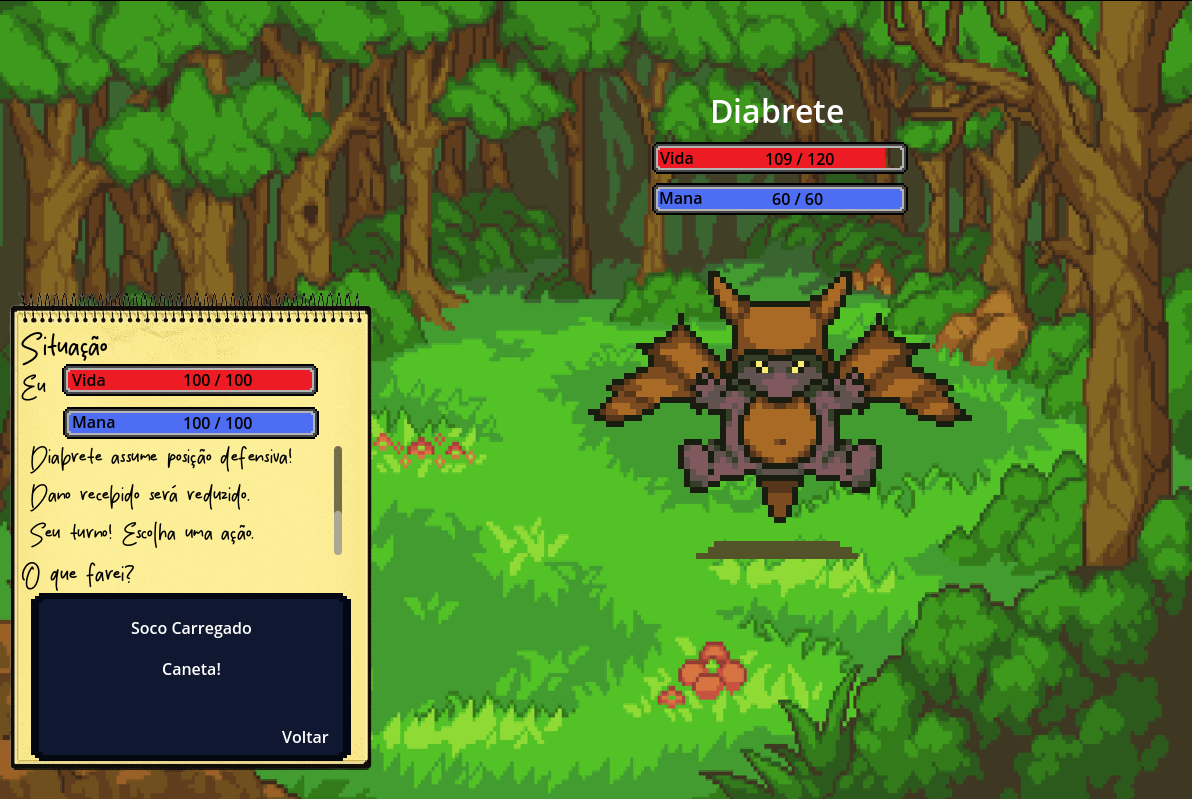 Diabrete
Vida 109 / 120
Mana 60 / 60
Situação
Eu
Vida 100 / 100
Mana 100 / 100
Diabrete assume posição defensiva!
Dano recebido será reduzido.
Seu turno! Escolha uma ação.
O que farei?
Soco Carregado
Caneta!
Voltar